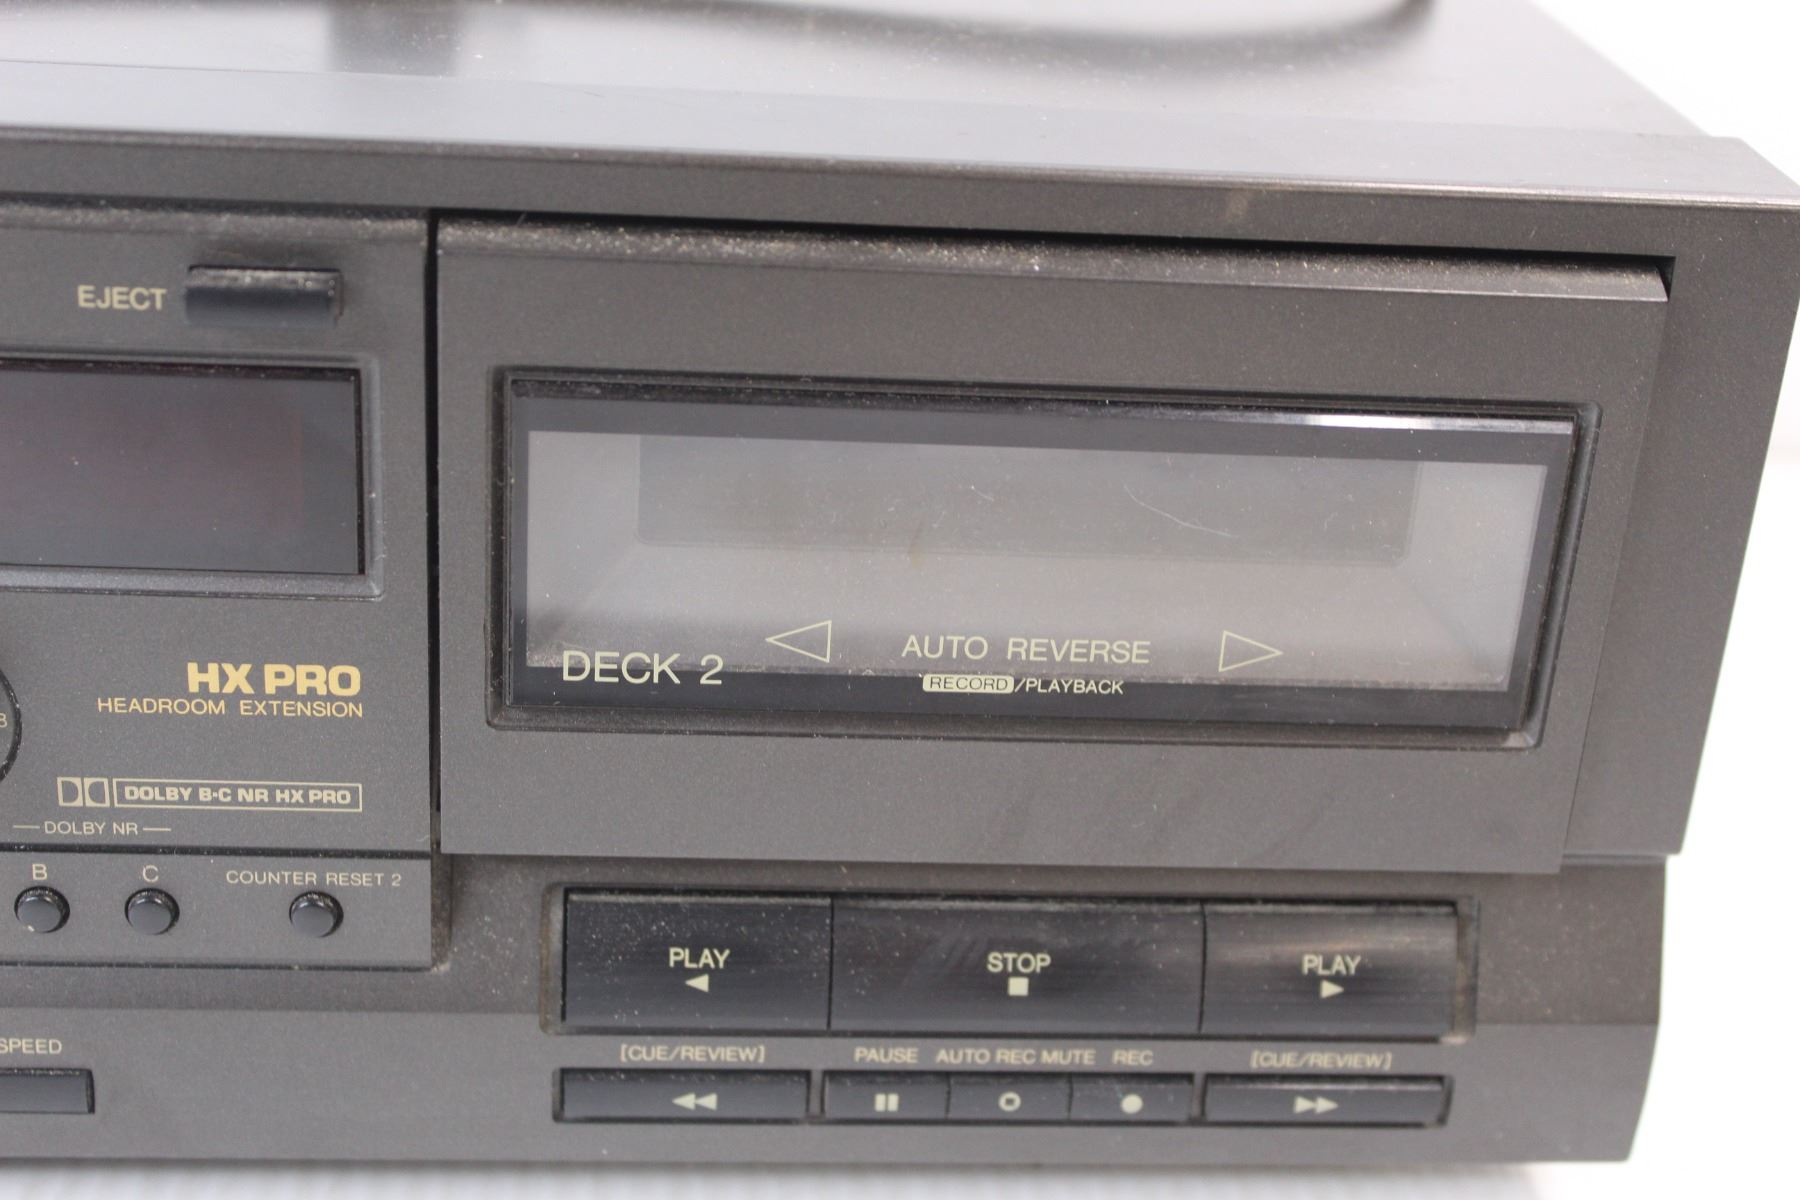 EJECT
HX PRO
HEADROOM EXTENSION
DOLBY B·C NR HX PRO
DOLBY NR
B C COUNTER RESET 2
SPEED
DECK 2
AUTO REVERSE
RECORD/PLAYBACK
PLAY STOP PLAY
[CUE/REVIEW] PAUSE AUTO REC MUTE REC [CUE/REVIEW]